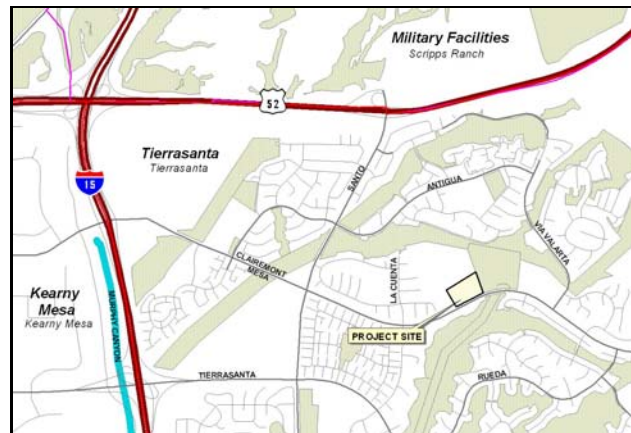 Military Facilities
Scripps Ranch
52
Tierrasanta
Tierrasanta
15
SANTO
ANTIGUA
VIA VALARTA
CLAIREMONT
MESA
LA CUENTA
Kearny
Mesa
Kearny Mesa
MURPHY CANYON
PROJECT SITE
TIERRASANTA
RUEDA